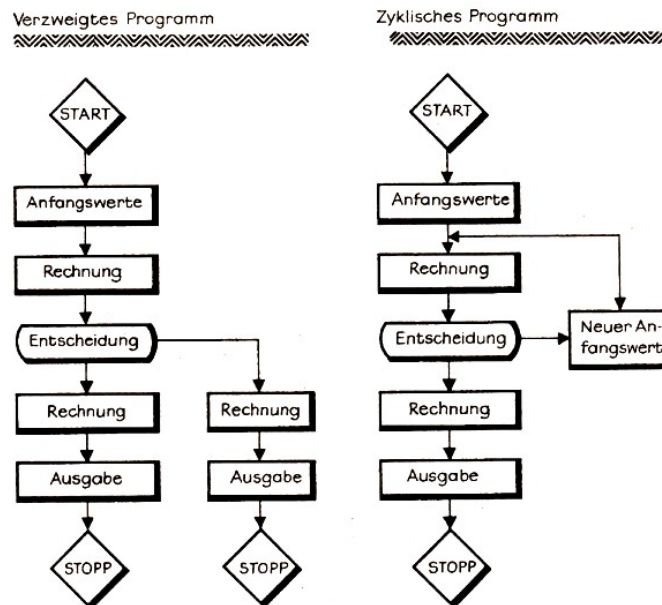 Verzweigtes Programm
START
Anfangswerte
Rechnung
Entscheidung
Rechnung
Rechnung
Ausgabe
Ausgabe
STOPP
STOPP
Zyklisches Programm
START
Anfangswerte
Rechnung
Entscheidung
Neuer An-
fangswert
Rechnung
Ausgabe
STOPP